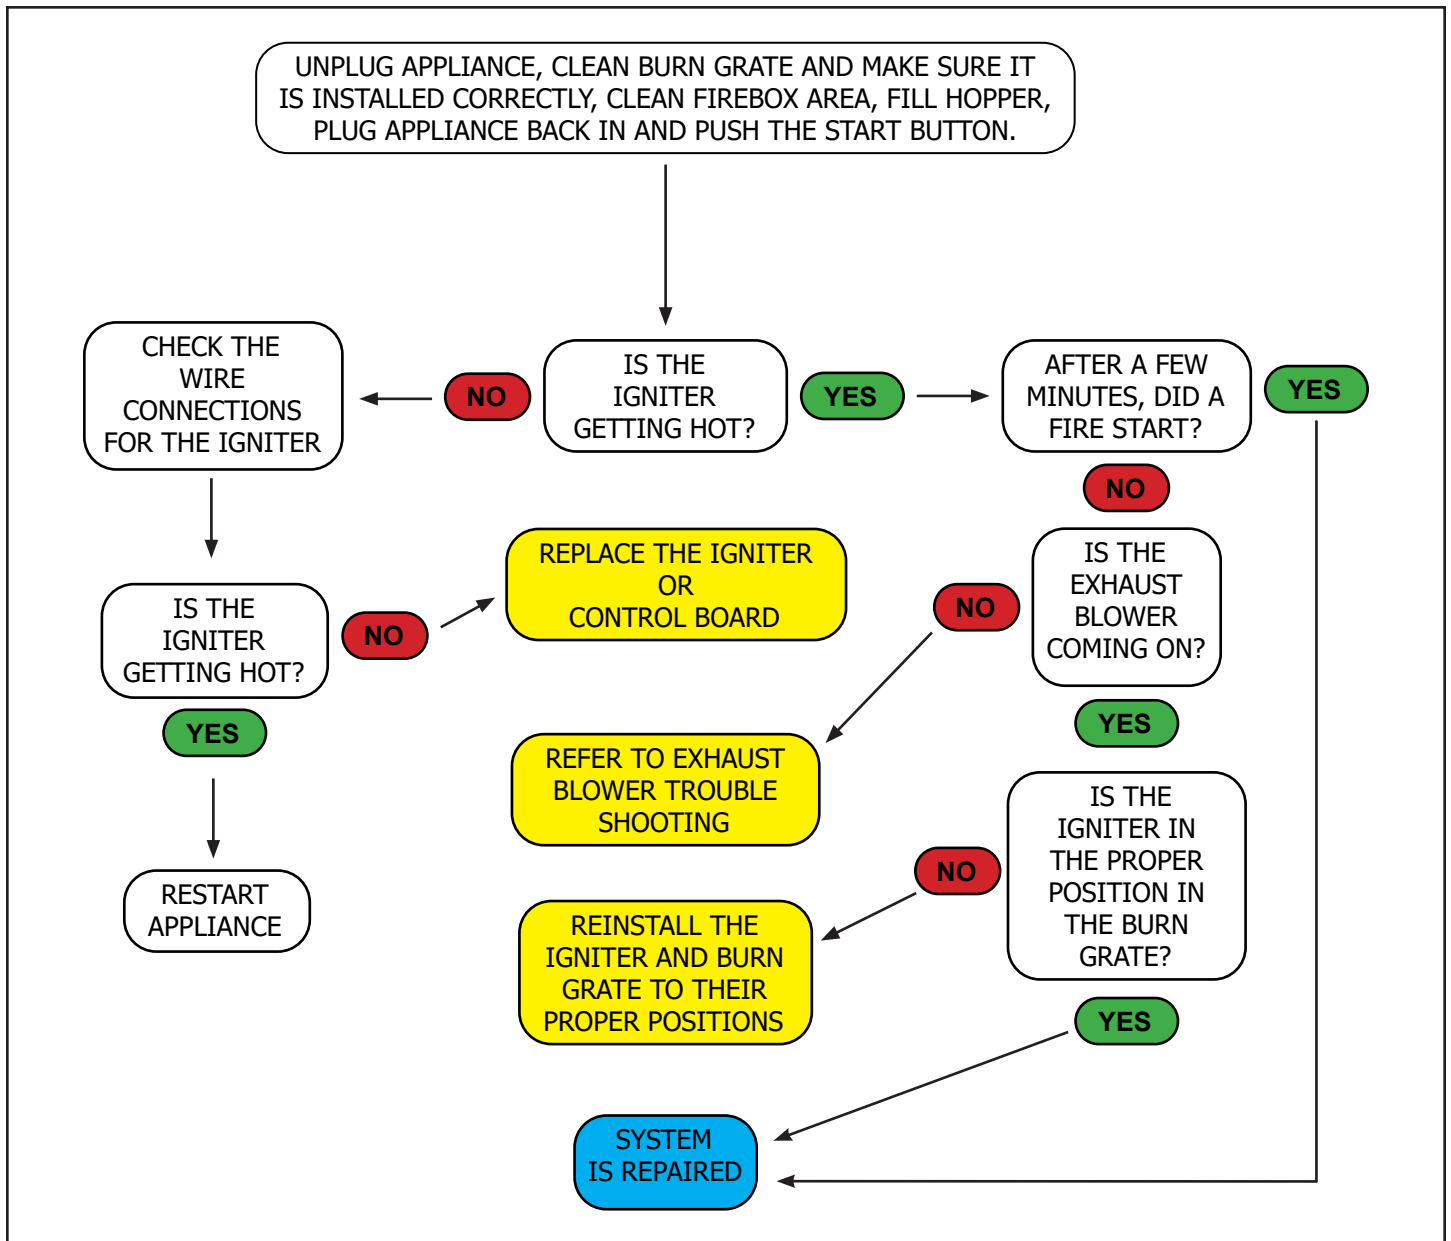 UNPLUG APPLIANCE, CLEAN BURN GRATE AND MAKE SURE IT
IS INSTALLED CORRECTLY, CLEAN FIREBOX AREA, FILL HOPPER,
PLUG APPLIANCE BACK IN AND PUSH THE START BUTTON.
CHECK THE
WIRE
CONNECTIONS
FOR THE IGNITER
NO
IS THE
IGNITER
GETTING HOT?
YES
AFTER A FEW
MINUTES, DID A
FIRE START?
YES
NO
IS THE
IGNITER
GETTING HOT?
NO
REPLACE THE IGNITER
OR
CONTROL BOARD
NO
IS THE
EXHAUST
BLOWER
COMING ON?
YES
YES
REFER TO EXHAUST
BLOWER TROUBLE
SHOOTING
IS THE
IGNITER IN
THE PROPER
POSITION IN
THE BURN
GRATE?
NO
RESTART
APPLIANCE
REINSTALL THE
IGNITER AND BURN
GRATE TO THEIR
PROPER POSITIONS
YES
SYSTEM
IS REPAIRED